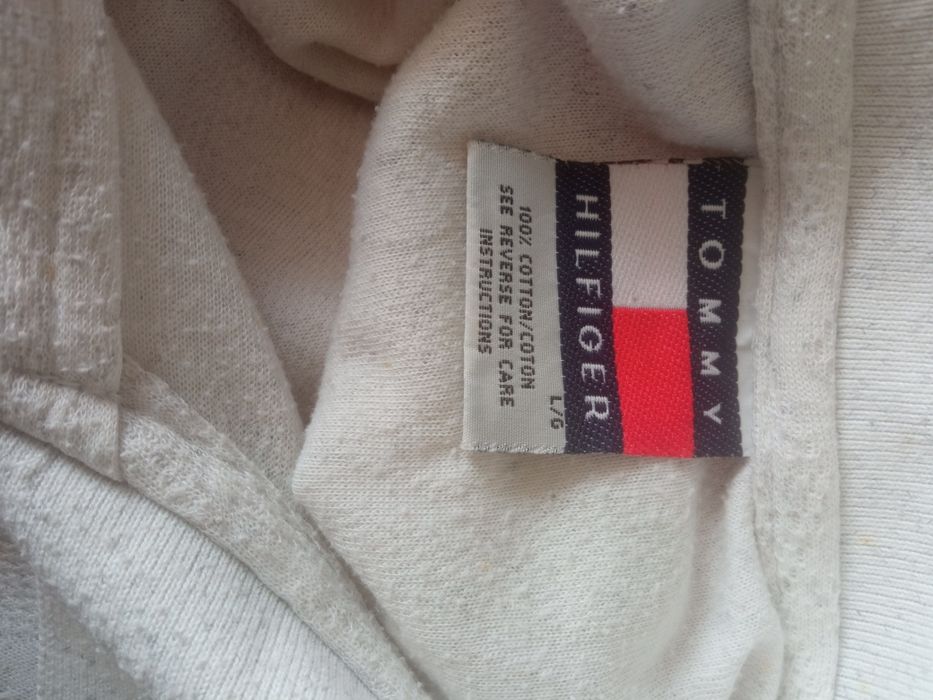 TOMMY
HILFIGER
L/G
100% COTTON/COTON
SEE REVERSE FOR CARE
INSTRUCTIONS